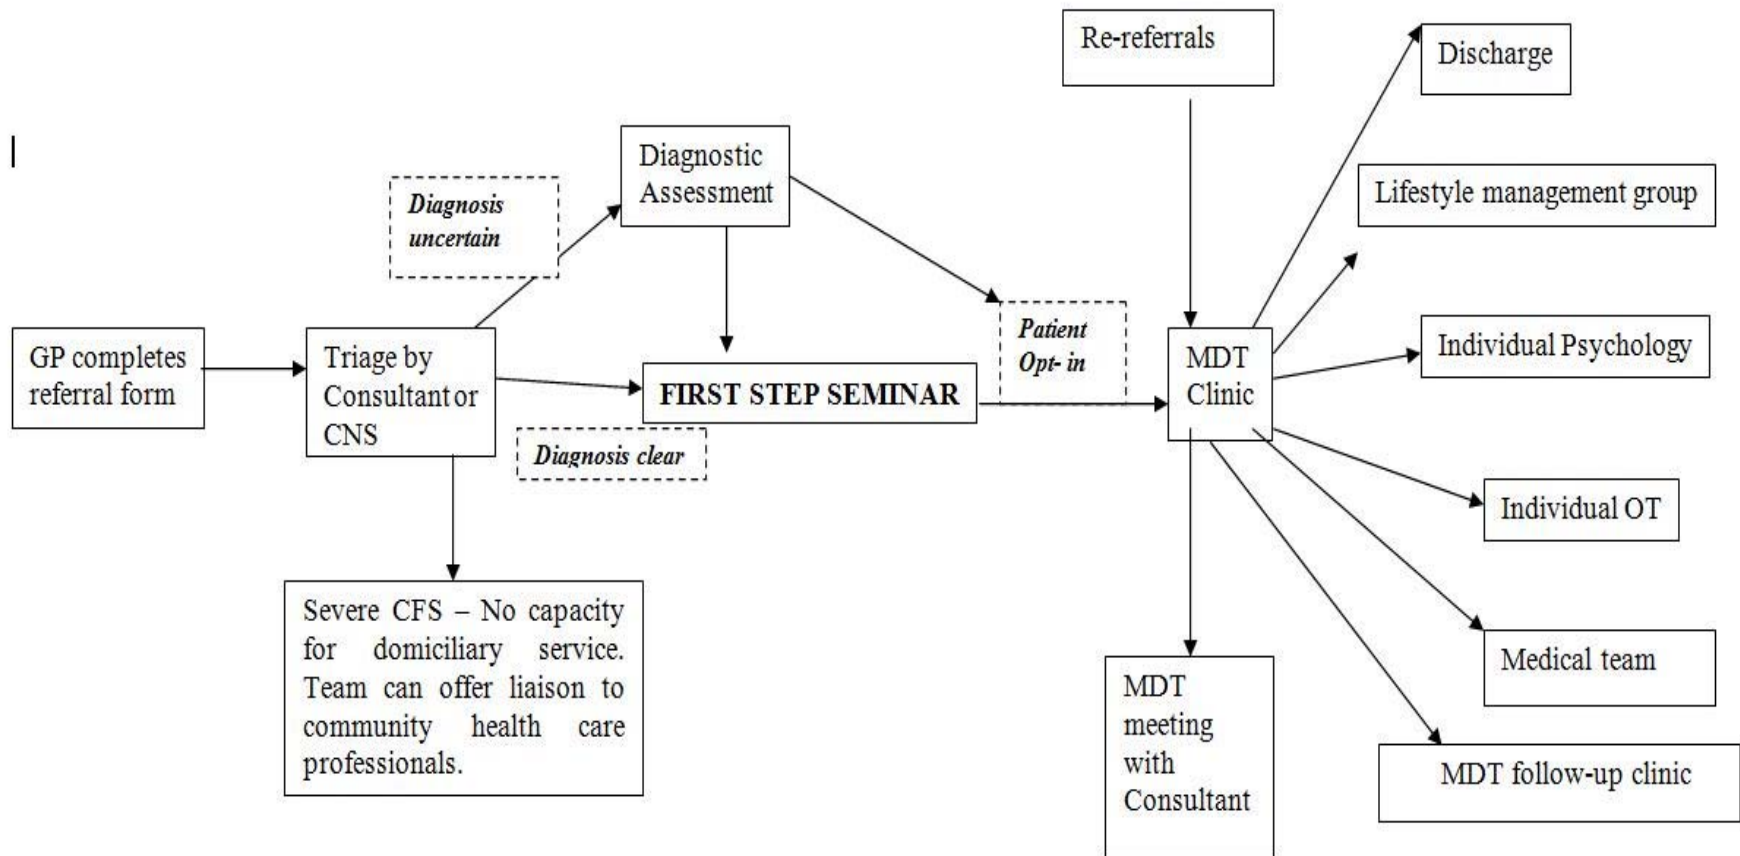 Re-referrals
Discharge
Diagnostic
Assessment
Lifestyle management group
Diagnosis
uncertain
GP completes
referral form
Triage by
Consultant or
CNS
FIRST STEP SEMINAR
Patient
Opt- in
MDT
Clinic
Individual Psychology
Diagnosis clear
Individual OT
Severe CFS – No capacity
for domiciliary service.
Team can offer liaison to
community health care
professionals.
MDT
meeting
with
Consultant
Medical team
MDT follow-up clinic